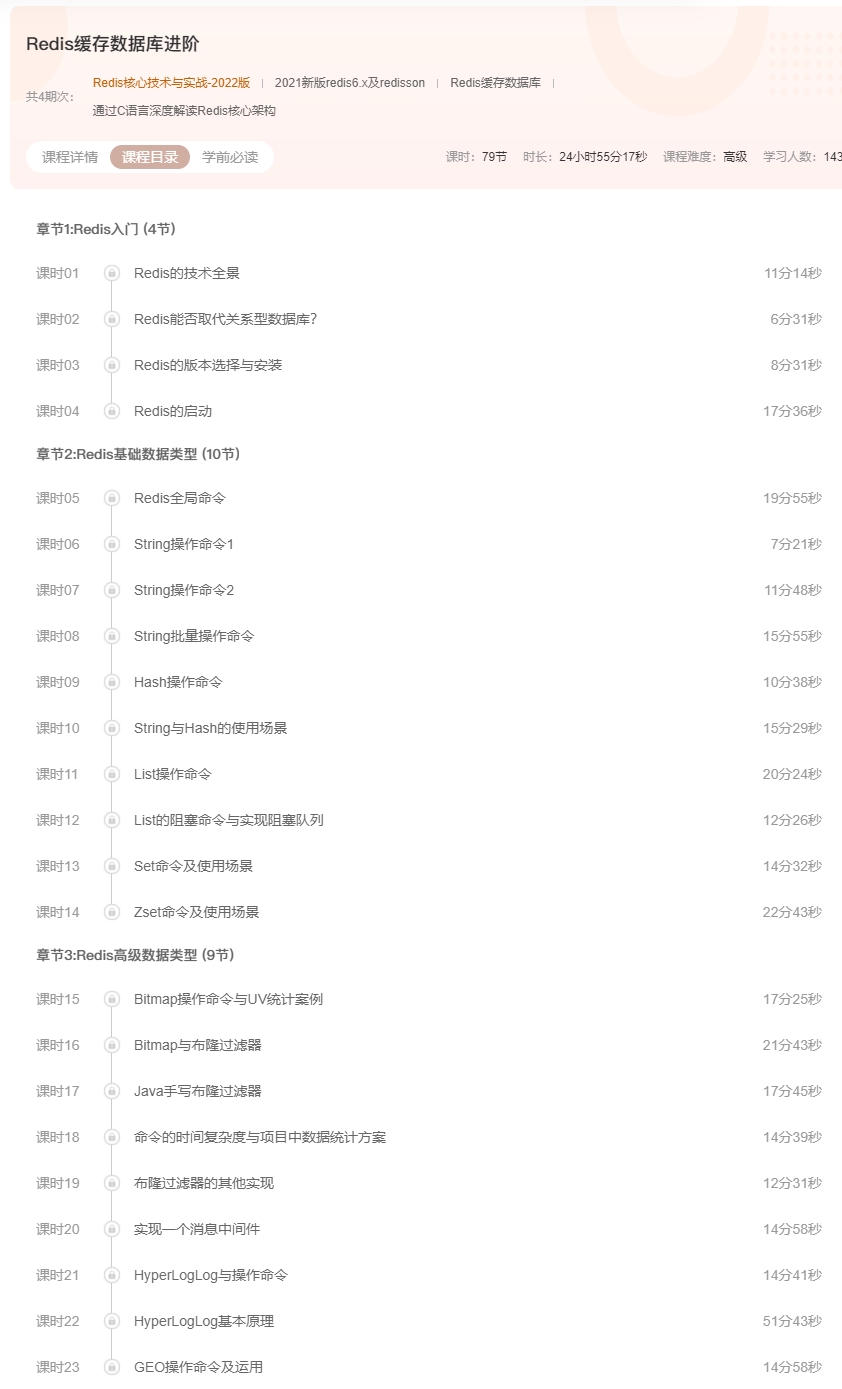 Redis缓存数据库进阶
共4期次: Redis核心技术与实战-2022版 | 2021新版redis6.x及redisson | Redis缓存数据库 |
通过C语言深度解读Redis核心架构
课程详情 课程目录 学前必读 课时: 79节 时长: 24小时55分17秒 课程难度: 高级 学习人数: 143
章节1:Redis入门 (4节)
课时01 Redis的技术全景 11分14秒
课时02 Redis能否取代关系型数据库? 6分31秒
课时03 Redis的版本选择与安装 8分31秒
课时04 Redis的启动 17分36秒
章节2:Redis基础数据类型 (10节)
课时05 Redis全局命令 19分55秒
课时06 String操作命令1 7分21秒
课时07 String操作命令2 11分48秒
课时08 String批量操作命令 15分55秒
课时09 Hash操作命令 10分38秒
课时10 String与Hash的使用场景 15分29秒
课时11 List操作命令 20分24秒
课时12 List的阻塞命令与实现阻塞队列 12分26秒
课时13 Set命令及使用场景 14分32秒
课时14 Zset命令及使用场景 22分43秒
章节3:Redis高级数据类型 (9节)
课时15 Bitmap操作命令与UV统计案例 17分25秒
课时16 Bitmap与布隆过滤器 21分43秒
课时17 Java手写布隆过滤器 17分45秒
课时18 命令的时间复杂度与项目中数据统计方案 14分39秒
课时19 布隆过滤器的其他实现 12分31秒
课时20 实现一个消息中间件 14分58秒
课时21 HyperLogLog与操作命令 14分41秒
课时22 HyperLogLog基本原理 51分43秒
课时23 GEO操作命令及运用 14分58秒